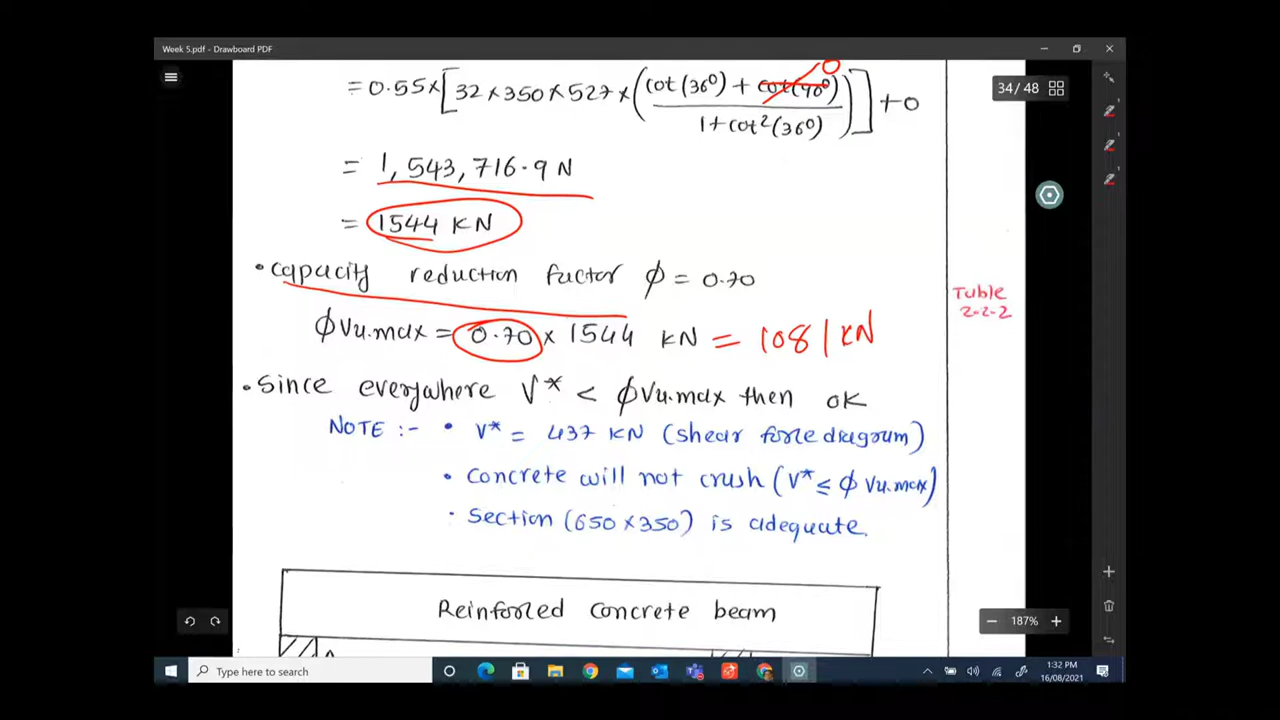 Week 5.pdf - Drawboard PDF
34 / 48
= 0.55 × [32 × 350 × 527 × (cot(36°) + cot(90°) 0 / 1 + cot²(36°))] + 0
= 1,543,716.9 N
= 1544 KN
• capacity reduction factor ϕ = 0.70
Table
2-2-2
ϕVu.max = 0.70 × 1544 KN = 1081 KN
• Since everywhere V* < ϕVu.max then OK
NOTE :- • V* = 437 KN (shear force diagram)
• Concrete will not crush (V* ≤ ϕ Vu.max)
• Section (650 × 350) is adequate.
Reinforced concrete beam
187%
Type here to search
1:32 PM
16/08/2021